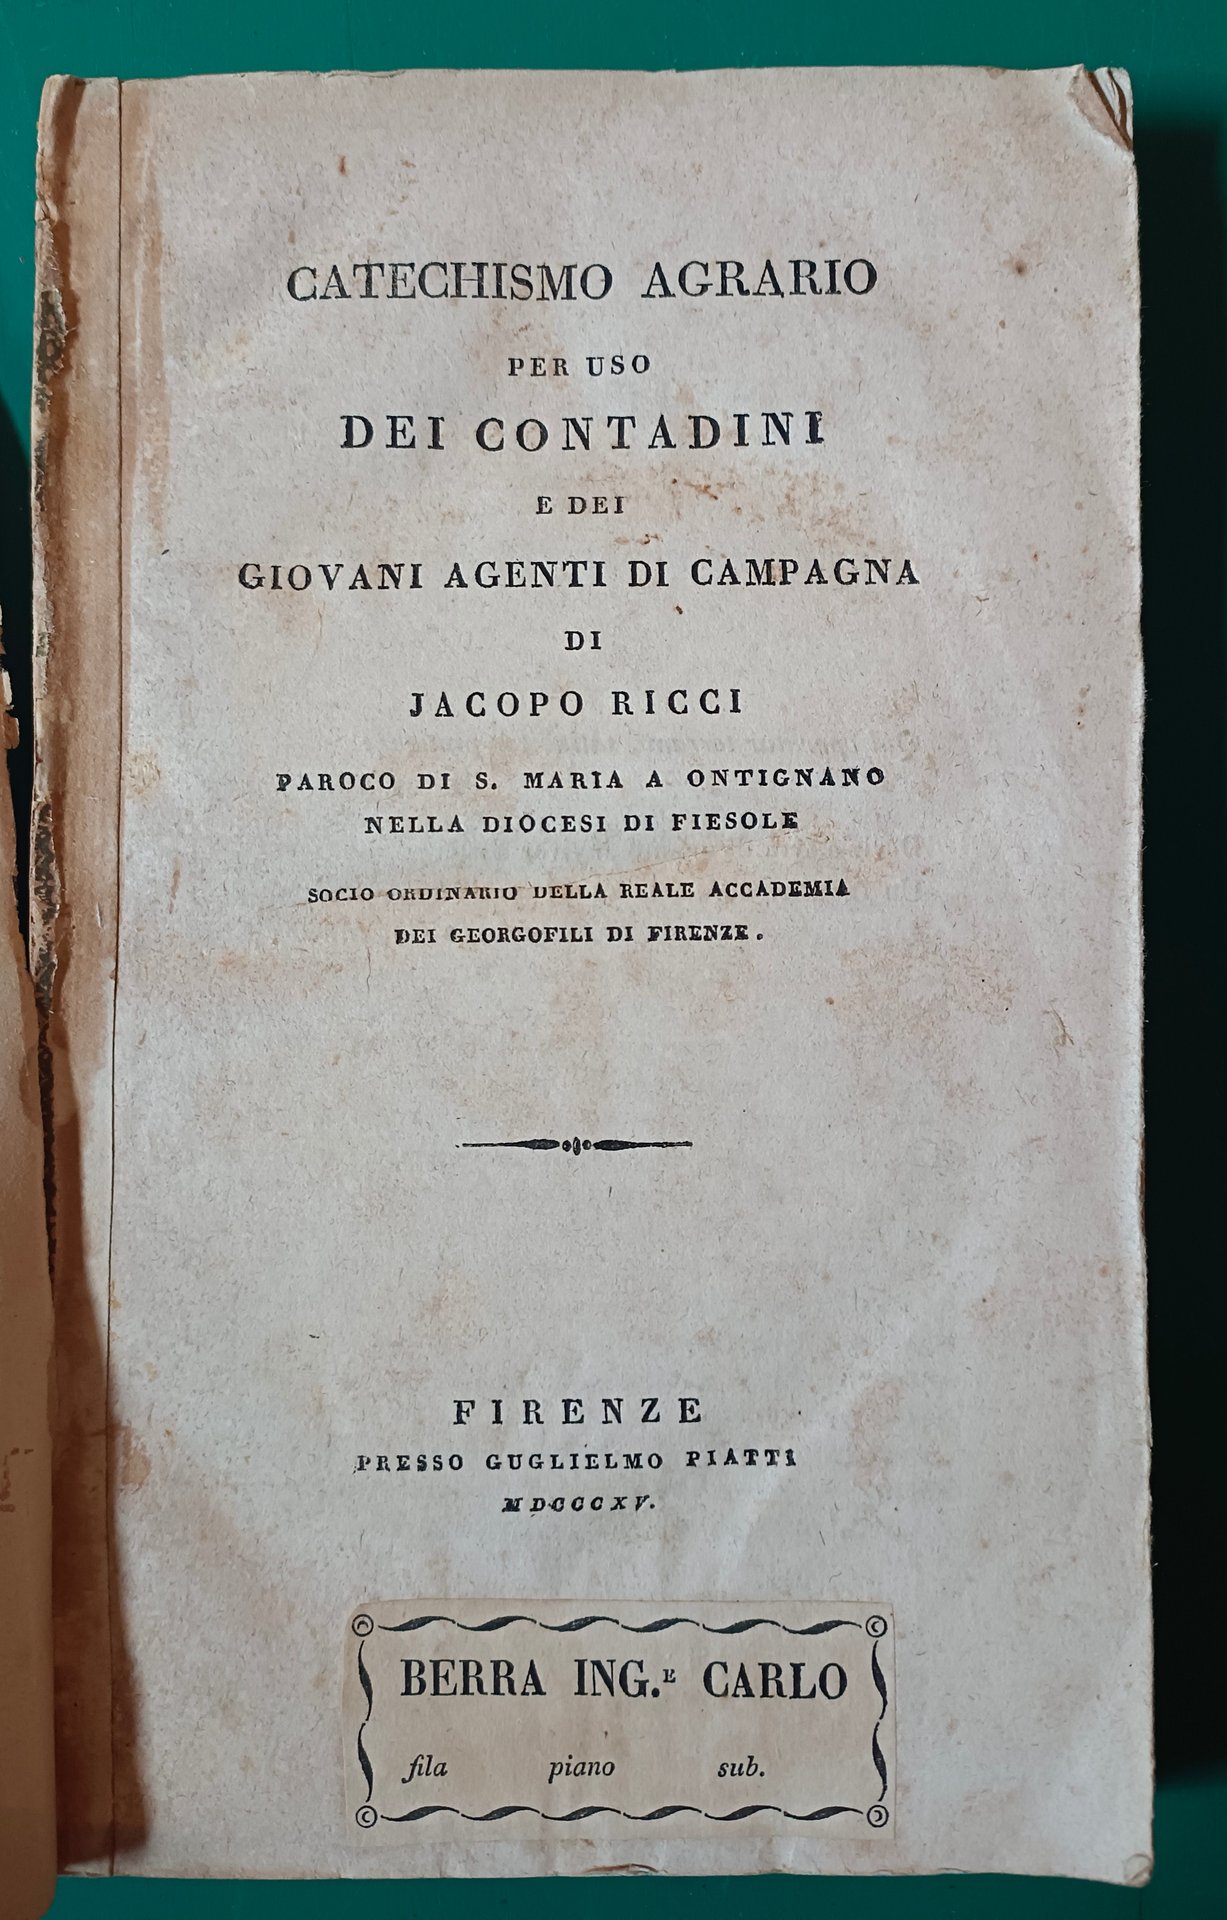 CATECHISMO AGRARIO
PER USO
DEI CONTADINI
E DEI
GIOVANI AGENTI DI CAMPAGNA
DI
JACOPO RICCI
PAROCO DI S. MARIA A ONTIGNANO
NELLA DIOCESI DI FIESOLE
SOCIO ORDINARIO DELLA REALE ACCADEMIA
DEI GEORGOFILI DI FIRENZE.
FIRENZE
PRESSO GUGLIELMO PIATTI
MDCCCXV.
BERRA ING.E CARLO
fila piano sub.